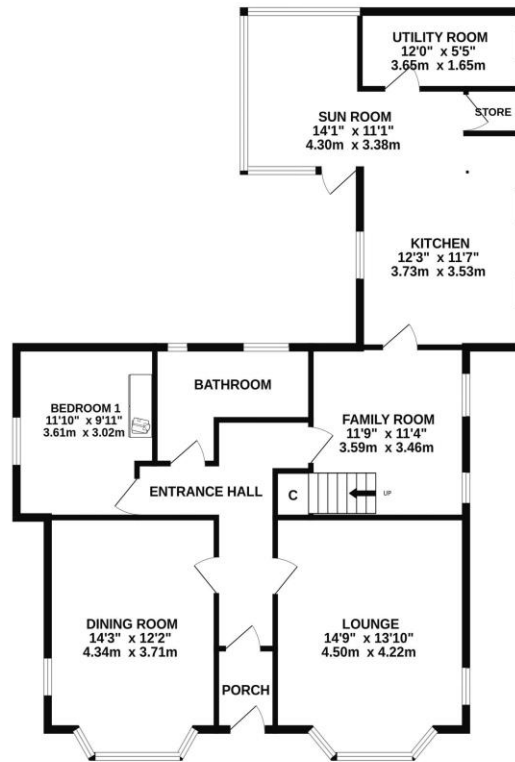 UTILITY ROOM
12'0" x 5'5"
3.65m x 1.65m
STORE
SUN ROOM
14'1" x 11'1"
4.30m x 3.38m
KITCHEN
12'3" x 11'7"
3.73m x 3.53m
BATHROOM
BEDROOM 1
11'10" x 9'11"
3.61m x 3.02m
FAMILY ROOM
11'9" x 11'4"
3.59m x 3.46m
ENTRANCE HALL
C
UP
DINING ROOM
14'3" x 12'2"
4.34m x 3.71m
LOUNGE
14'9" x 13'10"
4.50m x 4.22m
PORCH